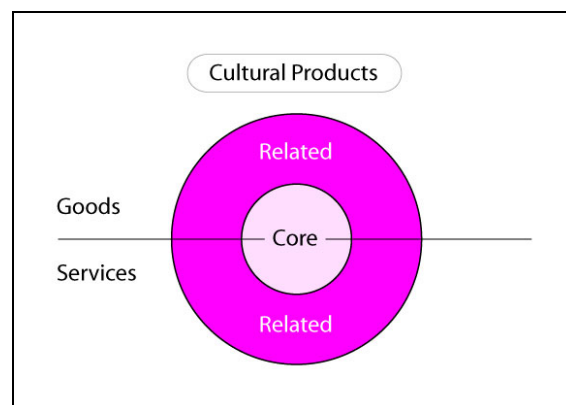 Cultural Products
Related
Goods
Core
Services
Related